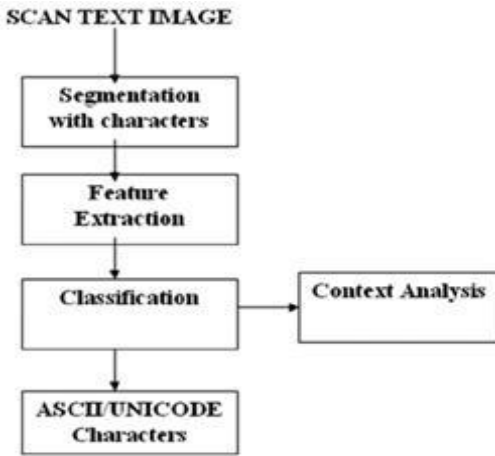 SCAN TEXT IMAGE
Segmentation
with characters
Feature
Extraction
Classification
Context Analysis
ASCII/UNICODE
Characters